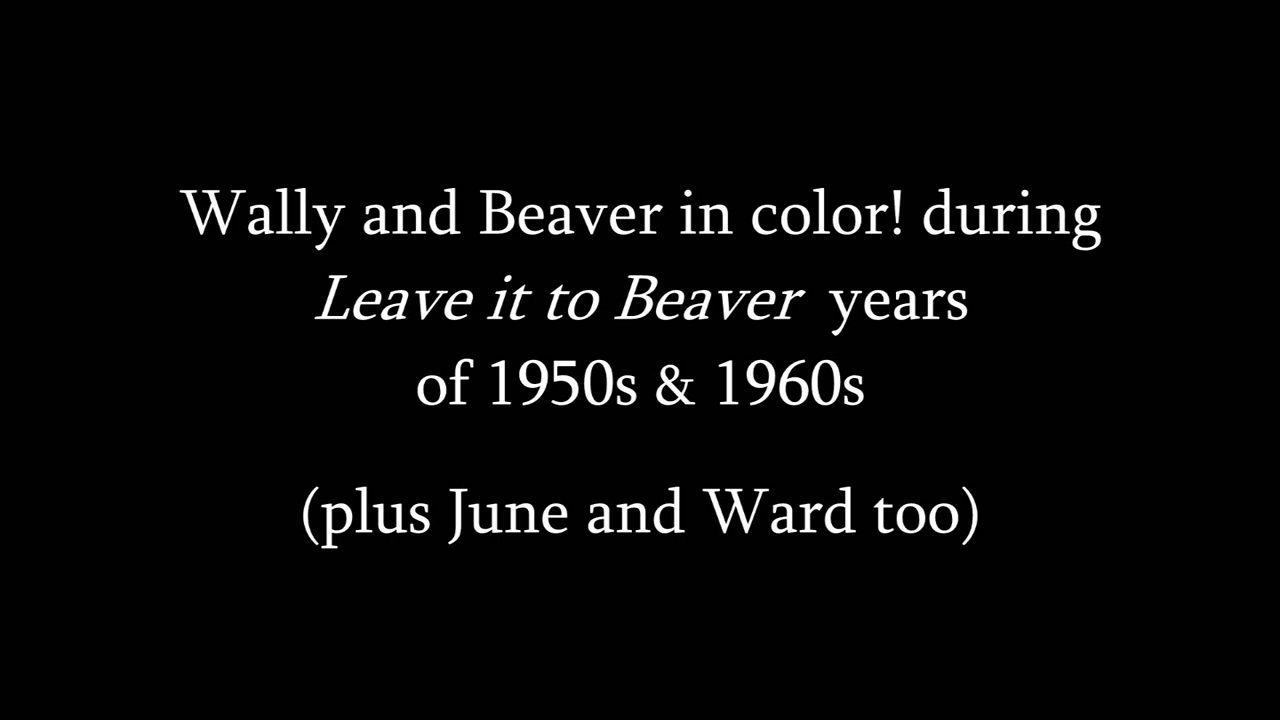 Wally and Beaver in color! during
Leave it to Beaver years
of 1950s & 1960s
(plus June and Ward too)